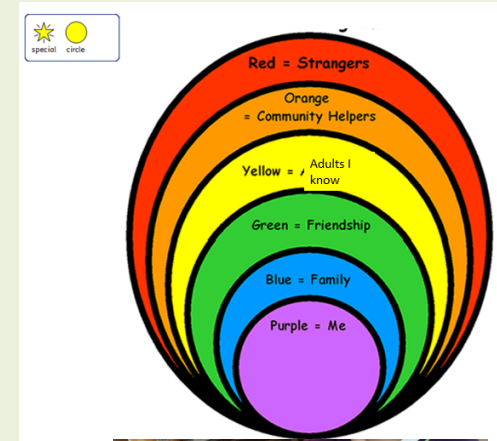 special circle
Red = Strangers
Orange
= Community Helpers
Yellow = Adults I
know
Green = Friendship
Blue = Family
Purple = Me